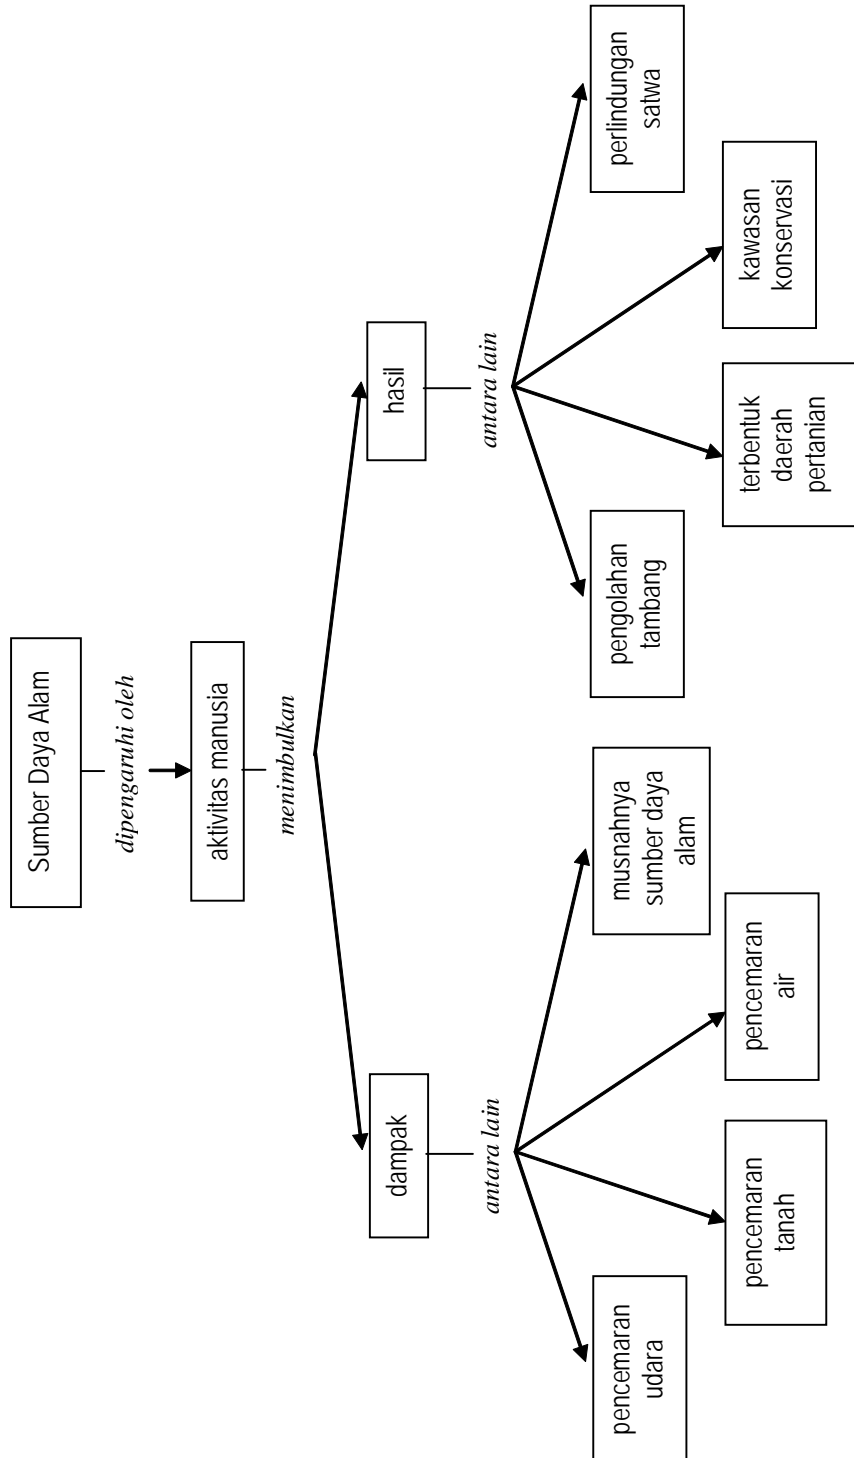 Sumber Daya Alam
dipengaruhi oleh
aktivitas manusia
menimbulkan
dampak
hasil
antara lain
antara lain
pencemaran
udara
pencemaran
tanah
pencemaran
air
musnahnya
sumber daya
alam
pengolahan
tambang
terbentuk
daerah
pertanian
kawasan
konservasi
perlindungan
satwa